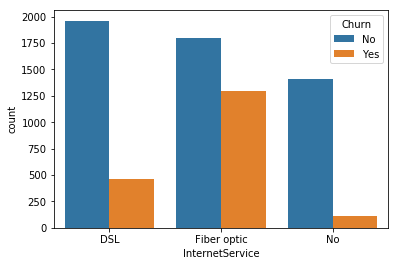 2000
1750
1500
1250
1000
750
500
250
0
count
Churn
No
Yes
DSL
Fiber optic
No
InternetService